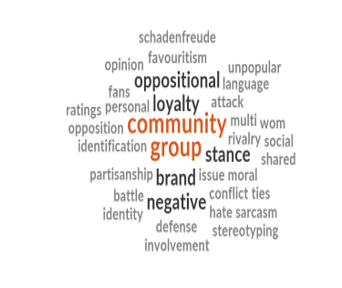 schadenfreude
opinion favouritism
fans oppositional unpopular language
ratings personal loyalty attack
opposition community multi wom
identification group rivalry social
stance shared
partisanship brand issue moral
battle negative conflict ties
identity hate sarcasm
defense stereotyping
involvement